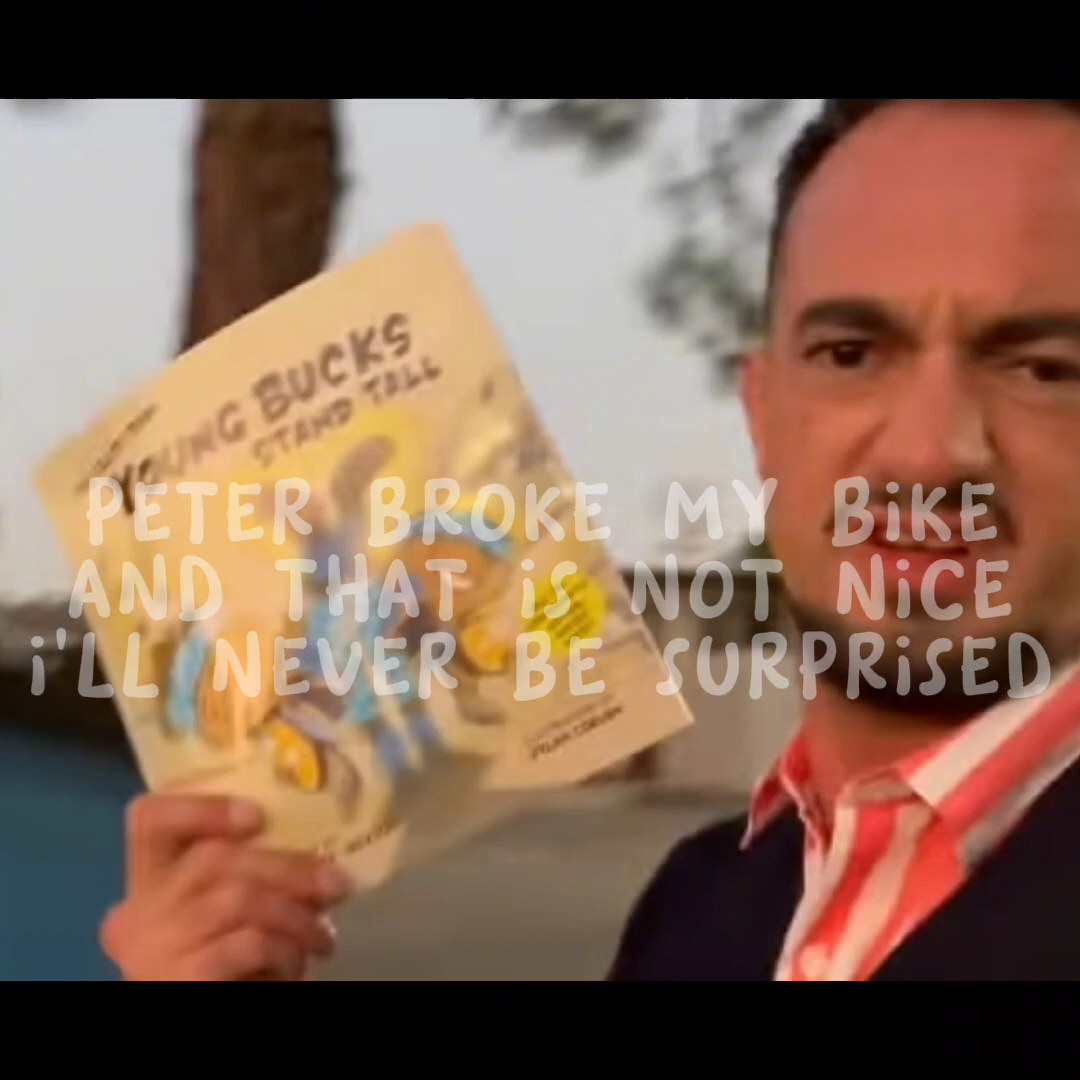 YOUNG BUCKS
STAND TALL
PETER BROKE MY BiKE
AND THAT iS NOT NiCE
i'LL NEVER BE SURPRiSED